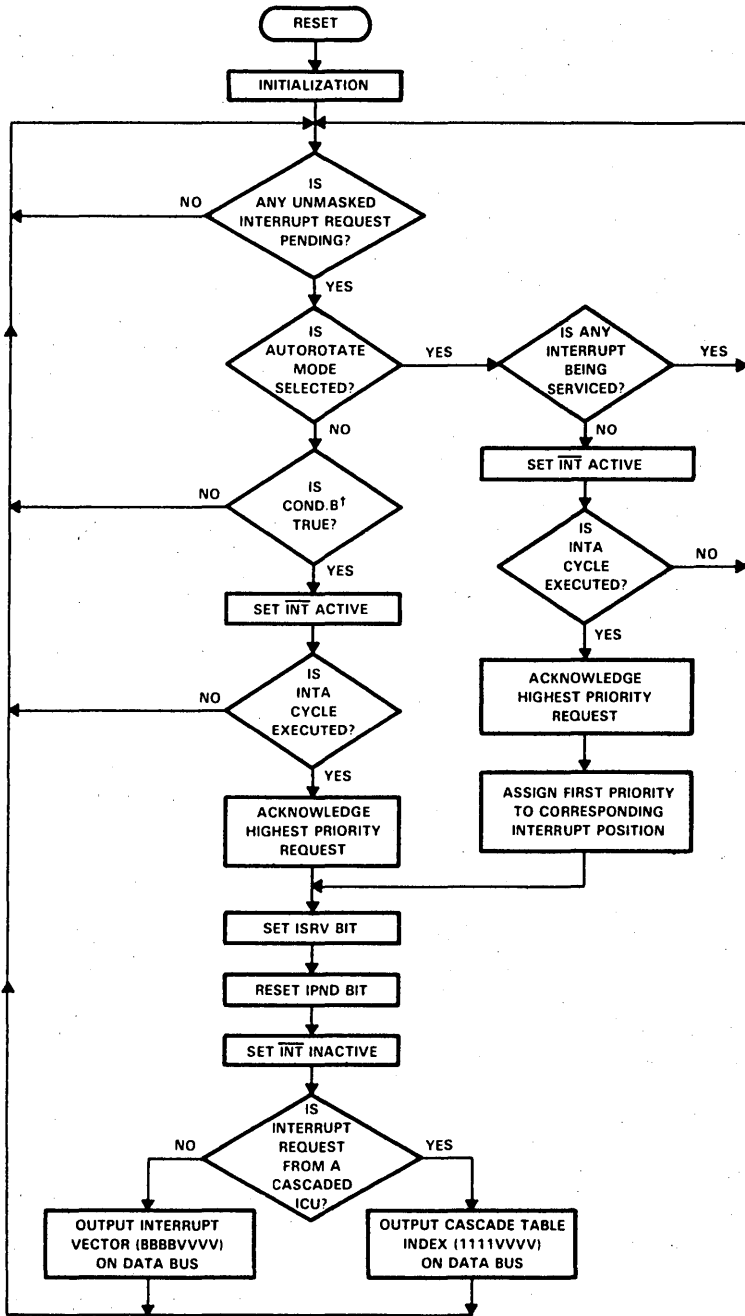 RESET
INITIALIZATION
IS
ANY UNMASKED
INTERRUPT REQUEST
PENDING?
NO
YES
IS
AUTOROTATE
MODE
SELECTED?
YES
NO
IS ANY
INTERRUPT
BEING
SERVICED?
YES
NO
SET INT ACTIVE
IS
COND.B†
TRUE?
NO
YES
IS
INTA
CYCLE
EXECUTED?
NO
YES
SET INT ACTIVE
IS
INTA
CYCLE
EXECUTED?
NO
YES
ACKNOWLEDGE
HIGHEST PRIORITY
REQUEST
ASSIGN FIRST PRIORITY
TO CORRESPONDING
INTERRUPT POSITION
ACKNOWLEDGE
HIGHEST PRIORITY
REQUEST
SET ISRV BIT
RESET IPND BIT
SET INT INACTIVE
IS
INTERRUPT
REQUEST
FROM A
CASCADED
ICU?
NO
YES
OUTPUT INTERRUPT
VECTOR (BBBBVVVV)
ON DATA BUS
OUTPUT CASCADE TABLE
INDEX (1111VVVV)
ON DATA BUS